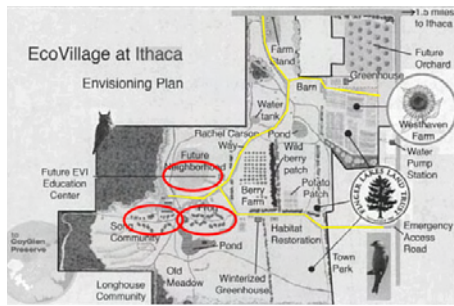 EcoVillage at Ithaca
Envisioning Plan
1.5 miles
to Ithaca
Farm
Stand
Future
Orchard
Greenhouse
Barn
Westhaven
Farm
Water
tank
Pond
Rachel Carson
Way
Wild
berry
patch
Water
Pump
Station
Future
Neighborhood
Future EVI
Education
Center
Berry
Farm
Potato
Patch
FINGER LAKES LAND TRUST
Song
Community
Frog
Habitat
Restoration
Emergency
Access
Road
to
Coy Glen
Preserve
Pond
Old
Meadow
Town
Perk
Longhouse
Community
Winterized
Greenhouse